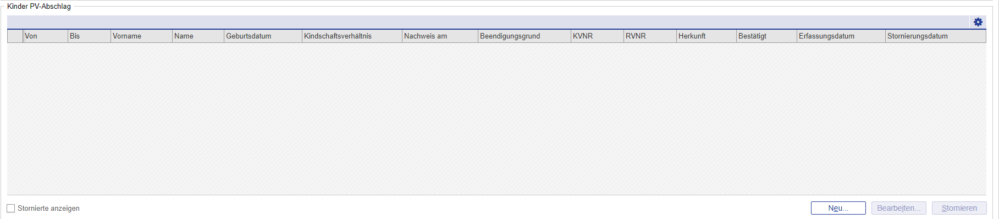 Kinder PV-Abschlag
Von Bis Vorname Name Geburtsdatum Kindschaftsverhältnis Nachweis am Beendigungsgrund KVNR RVNR Herkunft Bestätigt Erfassungsdatum Stornierungsdatum
Stornierte anzeigen Neu... Bearbeiten... Stornieren